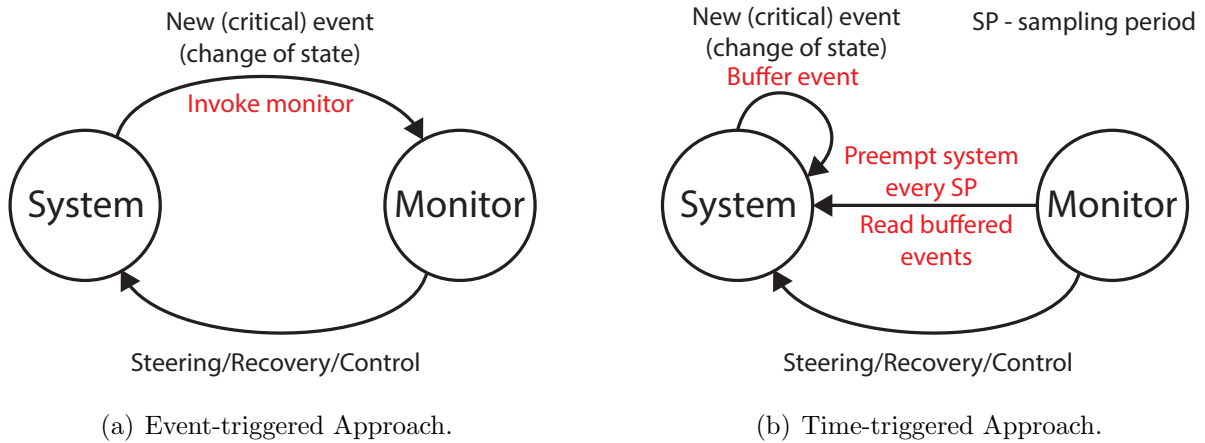 New (critical) event
(change of state)
Invoke monitor
System
Monitor
Steering/Recovery/Control
(a) Event-triggered Approach.
New (critical) event
(change of state)
Buffer event
SP - sampling period
Preempt system
every SP
System
Monitor
Read buffered
events
Steering/Recovery/Control
(b) Time-triggered Approach.